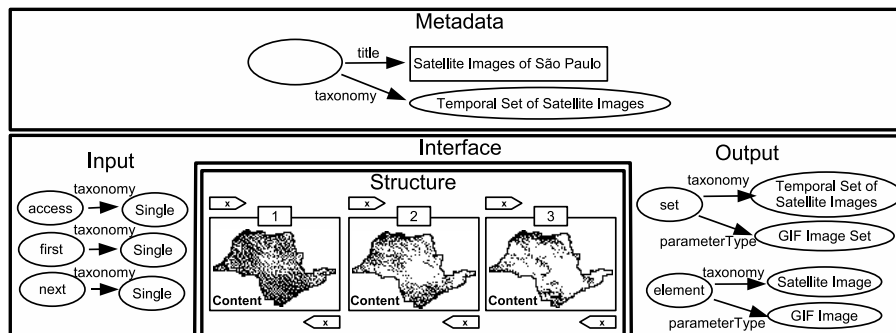 Metadata
title
Satellite Images of São Paulo
taxonomy
Temporal Set of Satellite Images
Interface
Input
taxonomy
access
Single
taxonomy
first
Single
taxonomy
next
Single
Structure
x
x
x
1
2
3
Content
Content
Content
x
x
x
Output
taxonomy
set
Temporal Set of
Satellite Images
parameterType
GIF Image Set
taxonomy
element
Satellite Image
parameterType
GIF Image